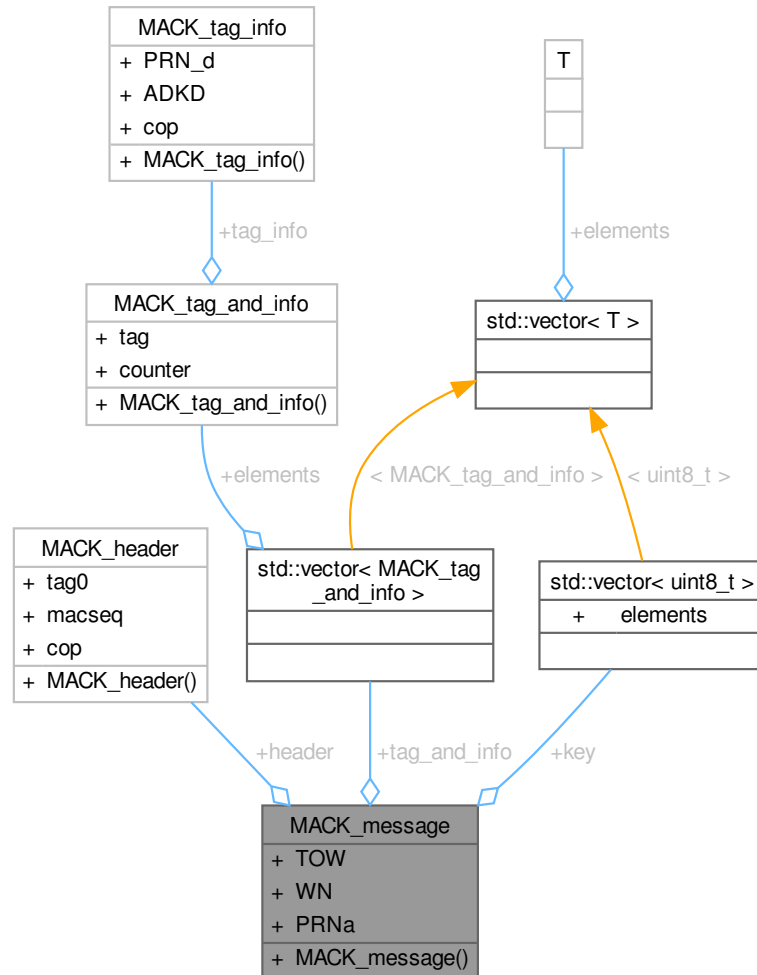 MACK_tag_info
+ PRN_d
+ ADKD
+ cop
+ MACK_tag_info()
T
+tag_info
+elements
MACK_tag_and_info
+ tag
+ counter
+ MACK_tag_and_info()
std::vector< T >
+elements
< MACK_tag_and_info >
< uint8_t >
MACK_header
+ tag0
+ macseq
+ cop
+ MACK_header()
std::vector< MACK_tag
_and_info >
std::vector< uint8_t >
+ elements
+header
+tag_and_info
+key
MACK_message
+ TOW
+ WN
+ PRNa
+ MACK_message()